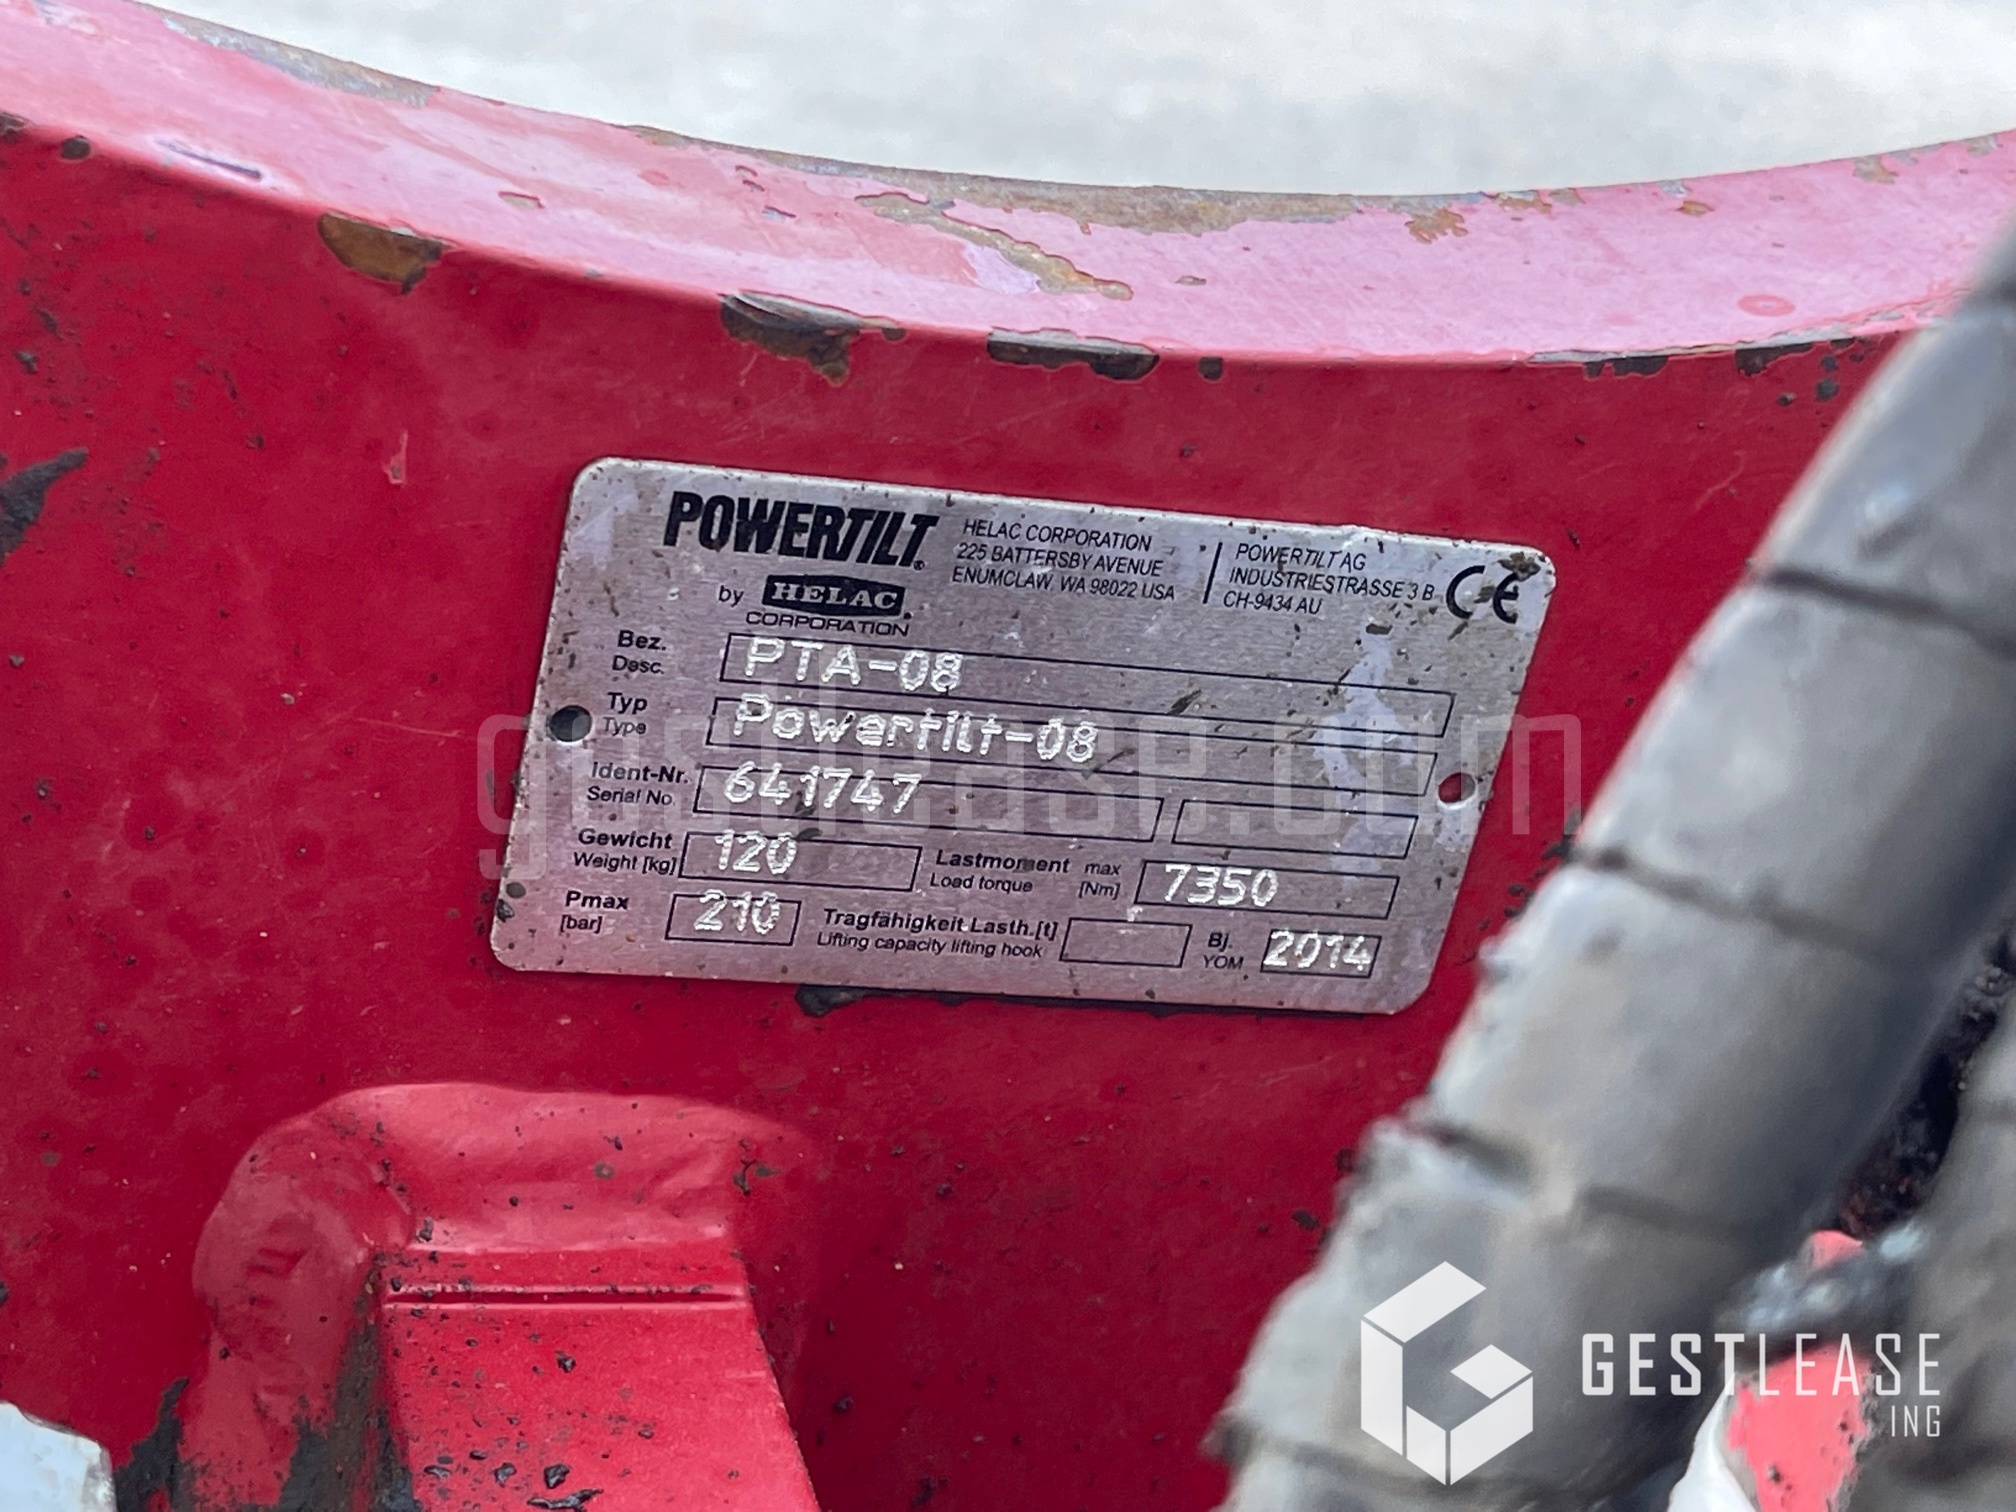 POWERTILT®
by HELAC®
CORPORATION
HELAC CORPORATION
225 BATTERSBY AVENUE
ENUMCLAW. WA 98022 USA
POWERTILT AG
INDUSTRIESTRASSE 3 B
CH-9434 AU
CE
Bez. PTA-08
Desc.
Typ Powertilt-08
Type
Ident-Nr. 641747
Serial No.
Gewicht 120
Weight [kg]
Lastmoment max 7350
Load torque [Nm]
Pmax 210
[bar]
Tragfähigkeit Lasth.[t]
Lifting capacity lifting hook
Bj. 2014
YOM
gestlease.com
GESTLEASE
ING